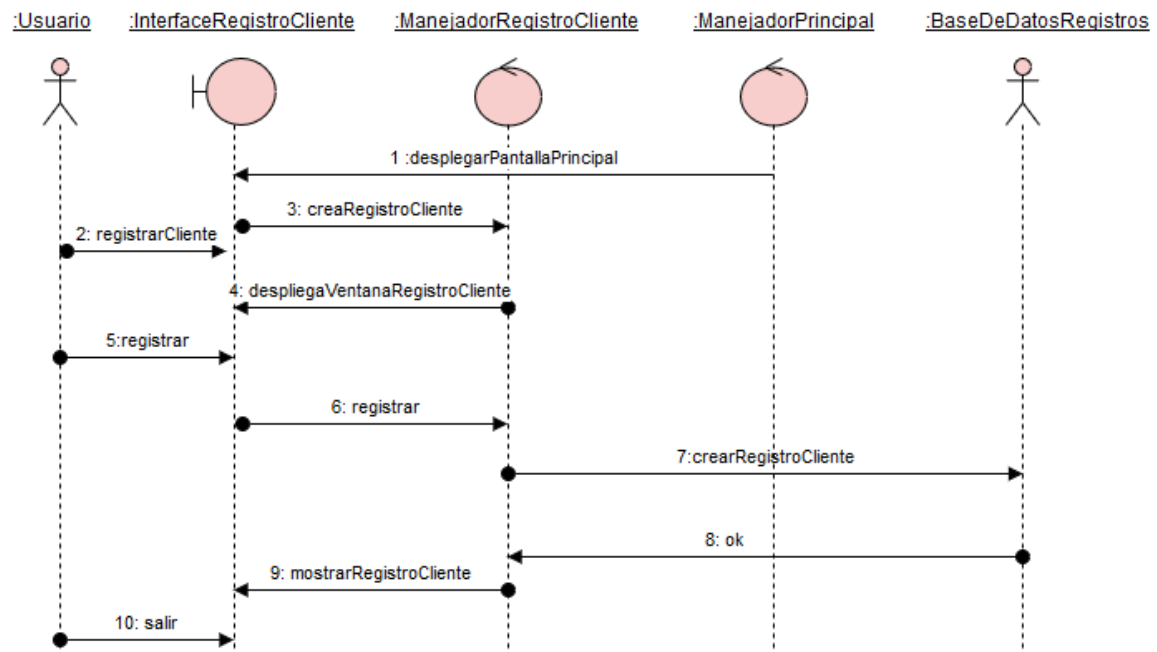 :Usuario
:InterfaceRegistroCliente
:ManejadorRegistroCliente
:ManejadorPrincipal
:BaseDeDatosRegistros
1 :desplegarPantallaPrincipal
3: creaRegistroCliente
2: registrarCliente
4: despliegaVentanaRegistroCliente
5:registrar
6: registrar
7:crearRegistroCliente
8: ok
9: mostrarRegistroCliente
10: salir